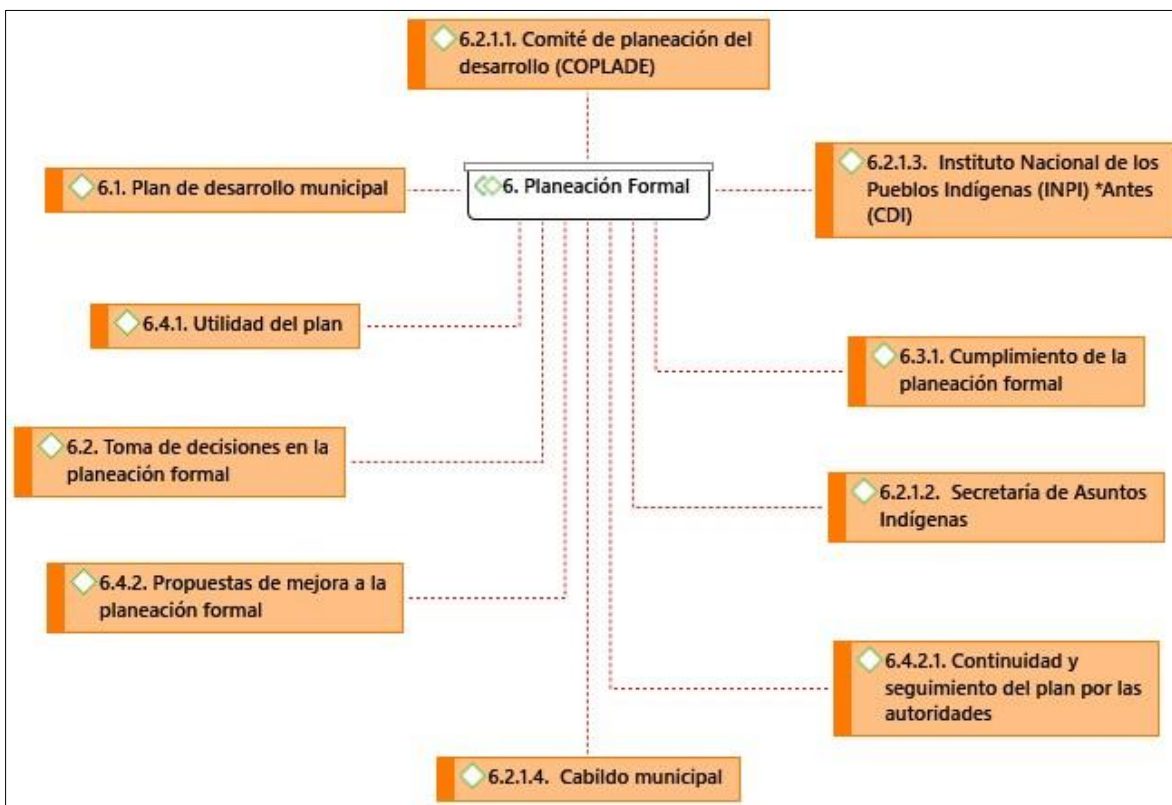 6.2.1.1. Comité de planeación del
desarrollo (COPLADE)
6.1. Plan de desarrollo municipal
6. Planeación Formal
6.2.1.3. Instituto Nacional de los
Pueblos Indígenas (INPI) *Antes
(CDI)
6.4.1. Utilidad del plan
6.3.1. Cumplimiento de la
planeación formal
6.2. Toma de decisiones en la
planeación formal
6.2.1.2. Secretaría de Asuntos
Indígenas
6.4.2. Propuestas de mejora a la
planeación formal
6.4.2.1. Continuidad y
seguimiento del plan por las
autoridades
6.2.1.4. Cabildo municipal